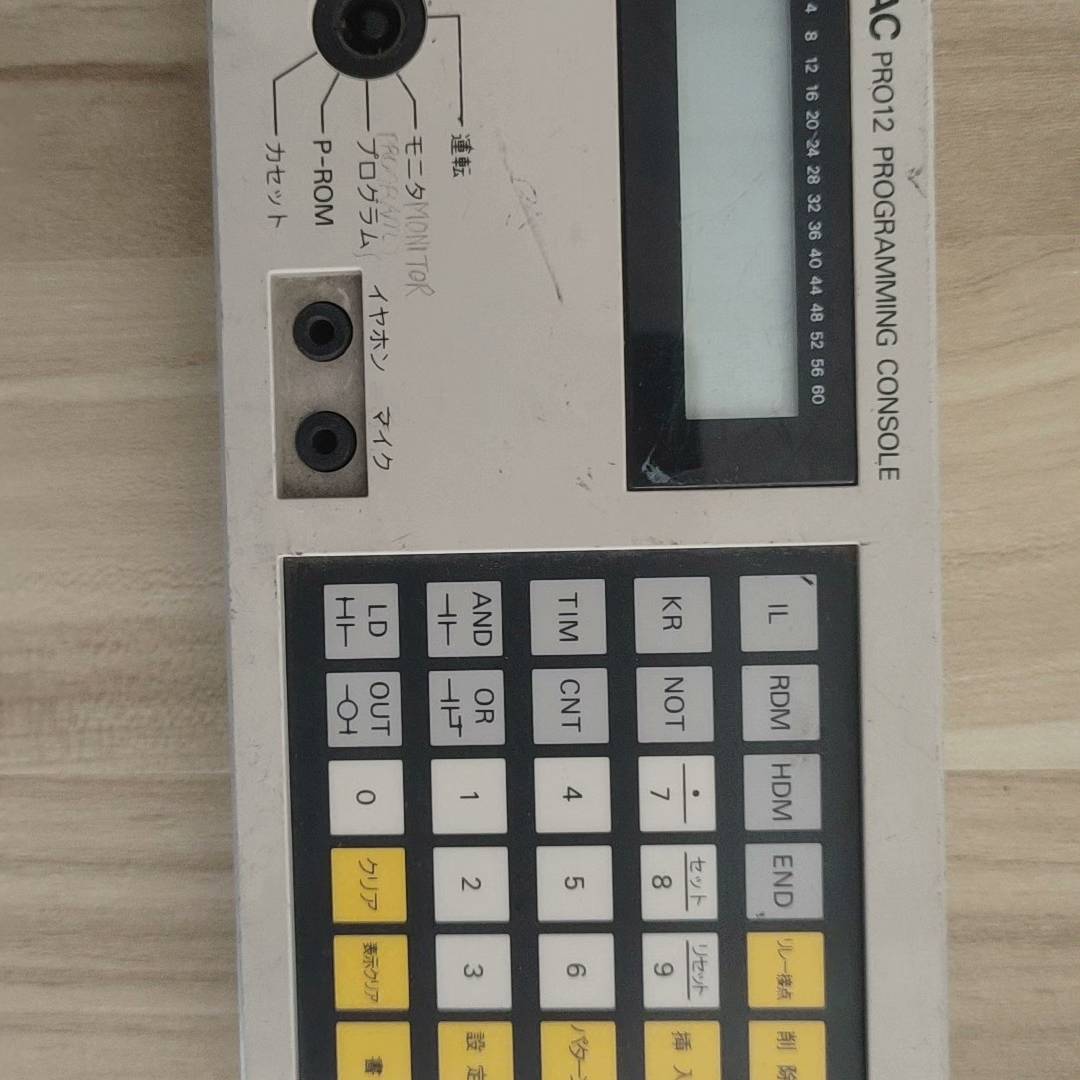 AC PRO12 PROGRAMMING CONSOLE
4 8 12 16 20 24 28 32 36 40 44 48 52 56 60
運転
モニタ MONITOR
プログラム
P-ROM
カセット
イヤホン マイク
IL RDM HDM END リレー接点 削除
セット リセット
KR NOT 7 8 9 挿入
TIM CNT 4 5 6
AND OR 1 2 3 設定
LD OUT 0 クリア 表示クリア 書